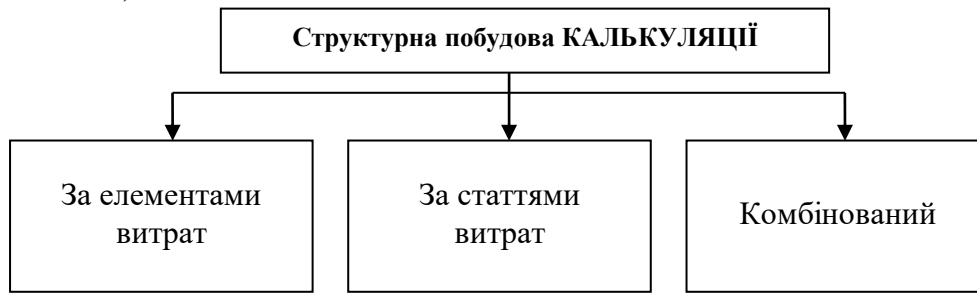 Структурна побудова КАЛЬКУЛЯЦІЇ
За елементами
витрат
За статтями
витрат
Комбінований